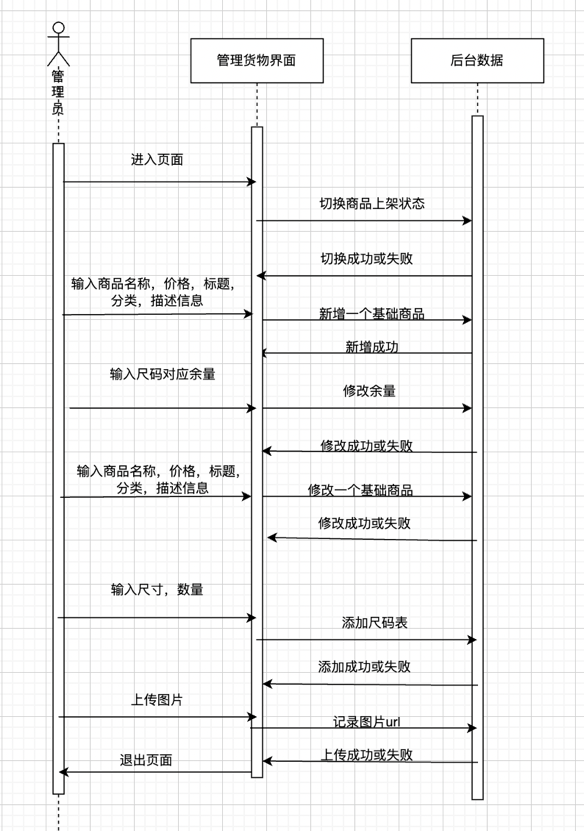 管理员
管理货物界面
后台数据
进入页面
切换商品上架状态
切换成功或失败
输入商品名称，价格，标题，
分类，描述信息
新增一个基础商品
新增成功
输入尺码对应余量
修改余量
修改成功或失败
输入商品名称，价格，标题，
分类，描述信息
修改一个基础商品
修改成功或失败
输入尺寸，数量
添加尺码表
添加成功或失败
上传图片
记录图片url
上传成功或失败
退出页面